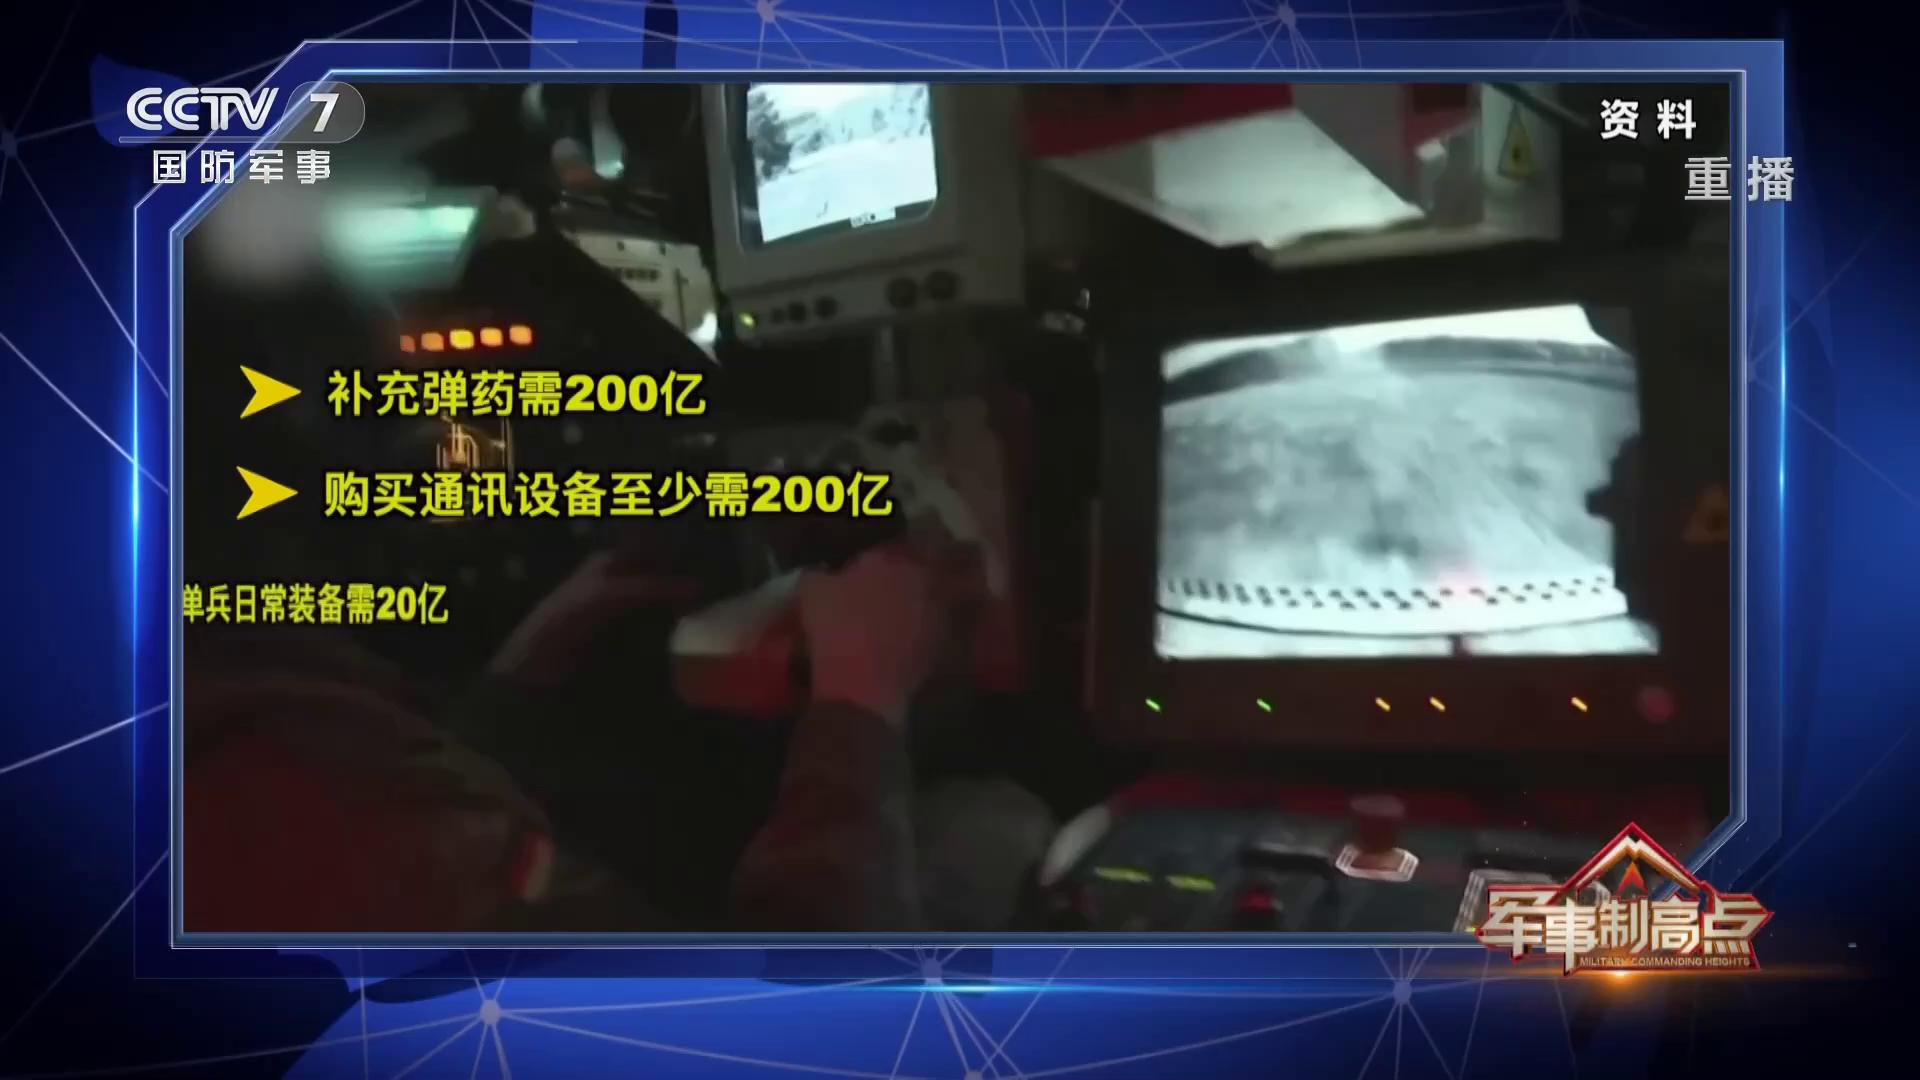 CCTV 7
国防军事
资料
重播
补充弹药需200亿
购买通讯设备至少需200亿
单兵日常装备需20亿
军事制高点
MILITARY COMMANDING HEIGHTS